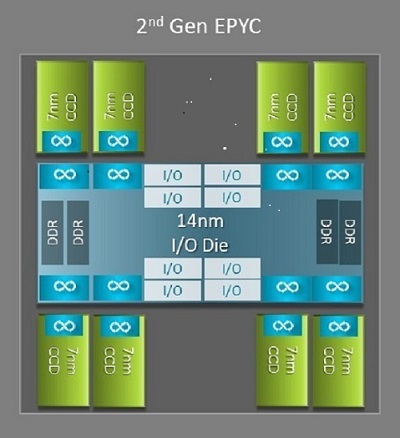 2nd Gen EPYC
7nm CCD
7nm CCD
7nm CCD
7nm CCD
∞ ∞ ∞ ∞
∞ ∞ I/O I/O ∞ ∞
I/O I/O
DDR DDR
14nm
I/O Die
DDR DDR
I/O I/O
∞ ∞ I/O I/O ∞ ∞
∞ ∞ ∞ ∞
7nm CCD
7nm CCD
7nm CCD
7nm CCD